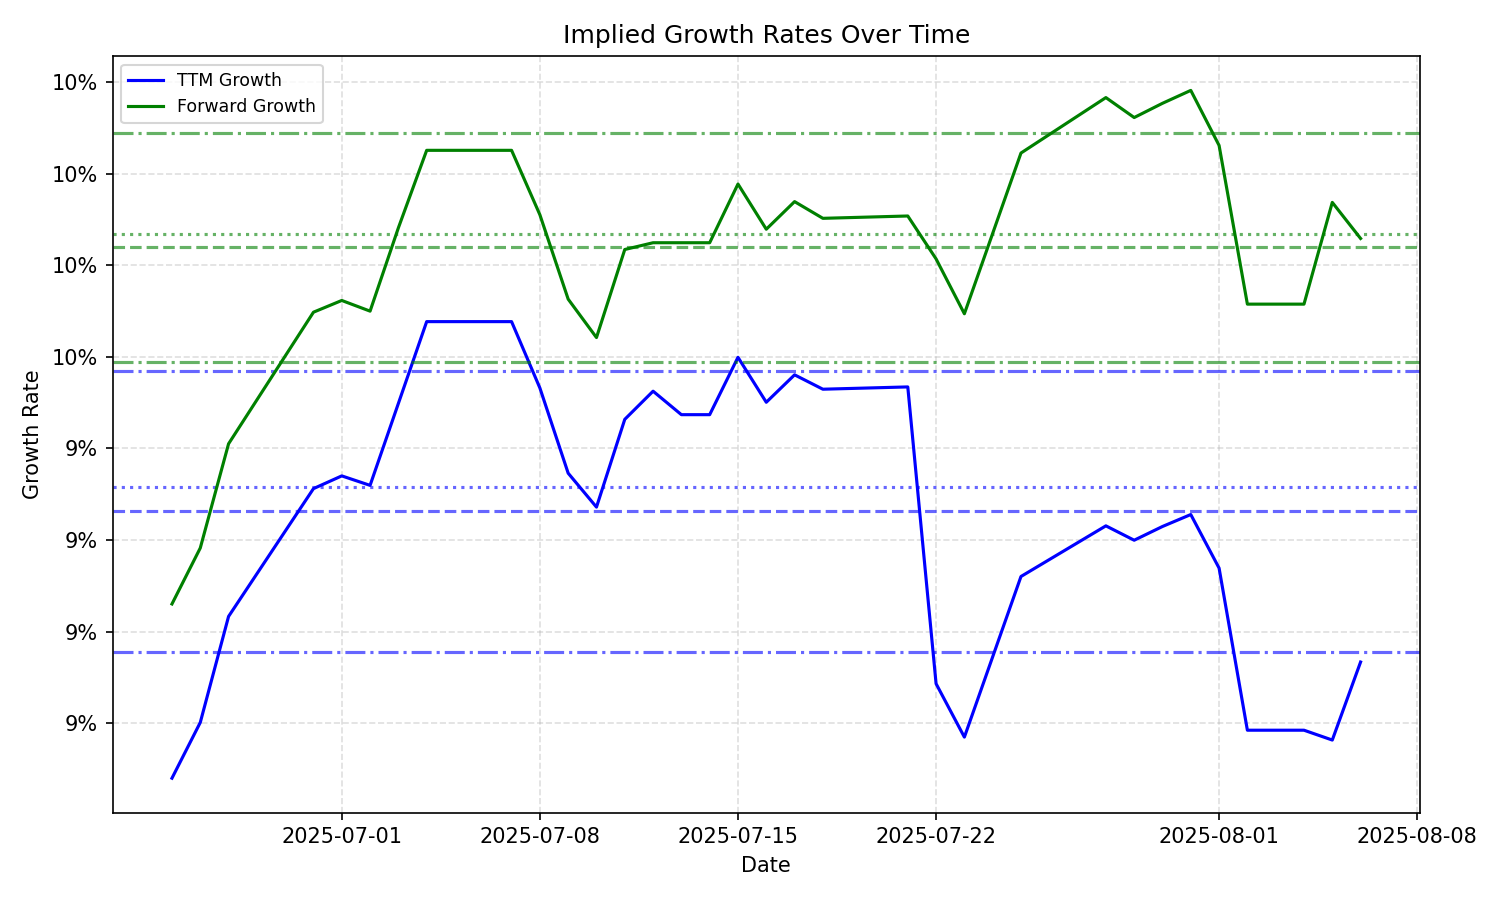 Implied Growth Rates Over Time
TTM Growth
Forward Growth
10%
10%
10%
10%
9%
9%
9%
9%
Growth Rate
2025-07-01
2025-07-08
2025-07-15
2025-07-22
2025-08-01
2025-08-08
Date